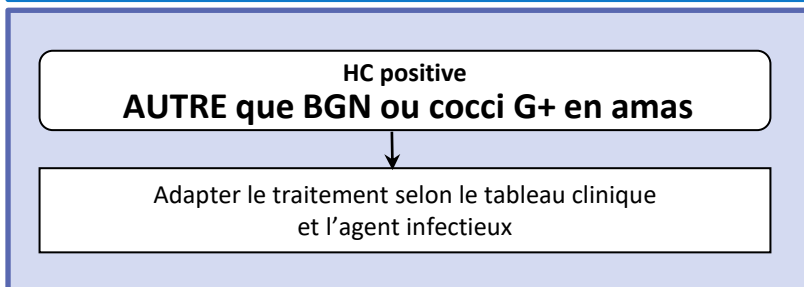 HC positive
AUTRE que BGN ou cocci G+ en amas
Adapter le traitement selon le tableau clinique
et l’agent infectieux